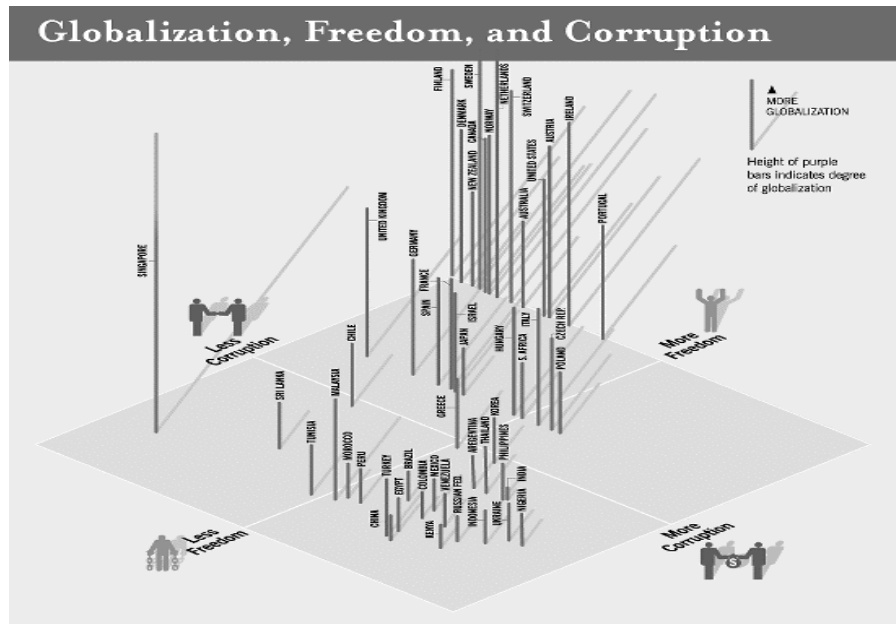 Globalization, Freedom, and Corruption
MORE
GLOBALIZATION
Height of purple
bars indicates degree
of globalization
SINGAPORE
UNITED KINGDOM
GERMANY
FINLAND
DENMARK
SWEDEN
CANADA
NEW ZEALAND
NORWAY
NETHERLANDS
SWITZERLAND
UNITED STATES
AUSTRIA
IRELAND
AUSTRALIA
PORTUGAL
SPAIN
FRANCE
ISRAEL
JAPAN
HUNGARY
ITALY
S. AFRICA
CZECH REP.
POLAND
GREECE
CHILE
SRI LANKA
MALAYSIA
TUNISIA
MOROCCO
PERU
TURKEY
CHINA
EGYPT
BRAZIL
COLOMBIA
MEXICO
VENEZUELA
KENYA
RUSSIAN FED.
AREGENTINA
THAILAND
KOREA
PHILIPPINES
INDIA
INDONESIA
UKRAINE
NIGERIA
Less
Corruption
More
Freedom
Less
Freedom
More
Corruption
$